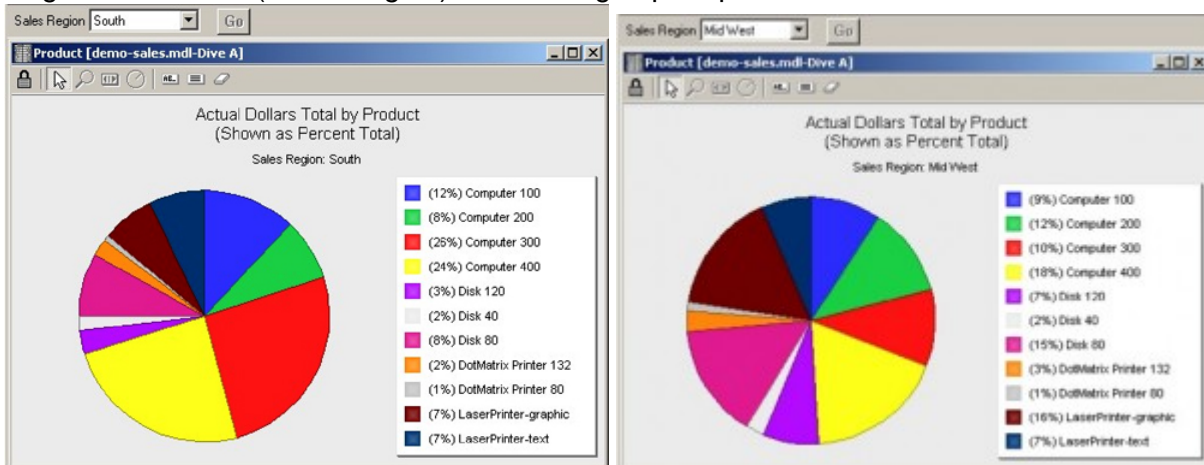 Sales Region South Go
Product [demo-sales.mdl-Dive A]
Actual Dollars Total by Product
(Shown as Percent Total)
Sales Region: South
(12%) Computer 100
(8%) Computer 200
(26%) Computer 300
(24%) Computer 400
(3%) Disk 120
(2%) Disk 40
(8%) Disk 80
(2%) DotMatrix Printer 132
(1%) DotMatrix Printer 80
(7%) LaserPrinter-graphic
(7%) LaserPrinter-text
Sales Region Mid West Go
Product [demo-sales.mdl-Dive A]
Actual Dollars Total by Product
(Shown as Percent Total)
Sales Region: Mid West
(9%) Computer 100
(12%) Computer 200
(10%) Computer 300
(18%) Computer 400
(7%) Disk 120
(2%) Disk 40
(15%) Disk 80
(3%) DotMatrix Printer 132
(1%) DotMatrix Printer 80
(16%) LaserPrinter-graphic
(7%) LaserPrinter-text